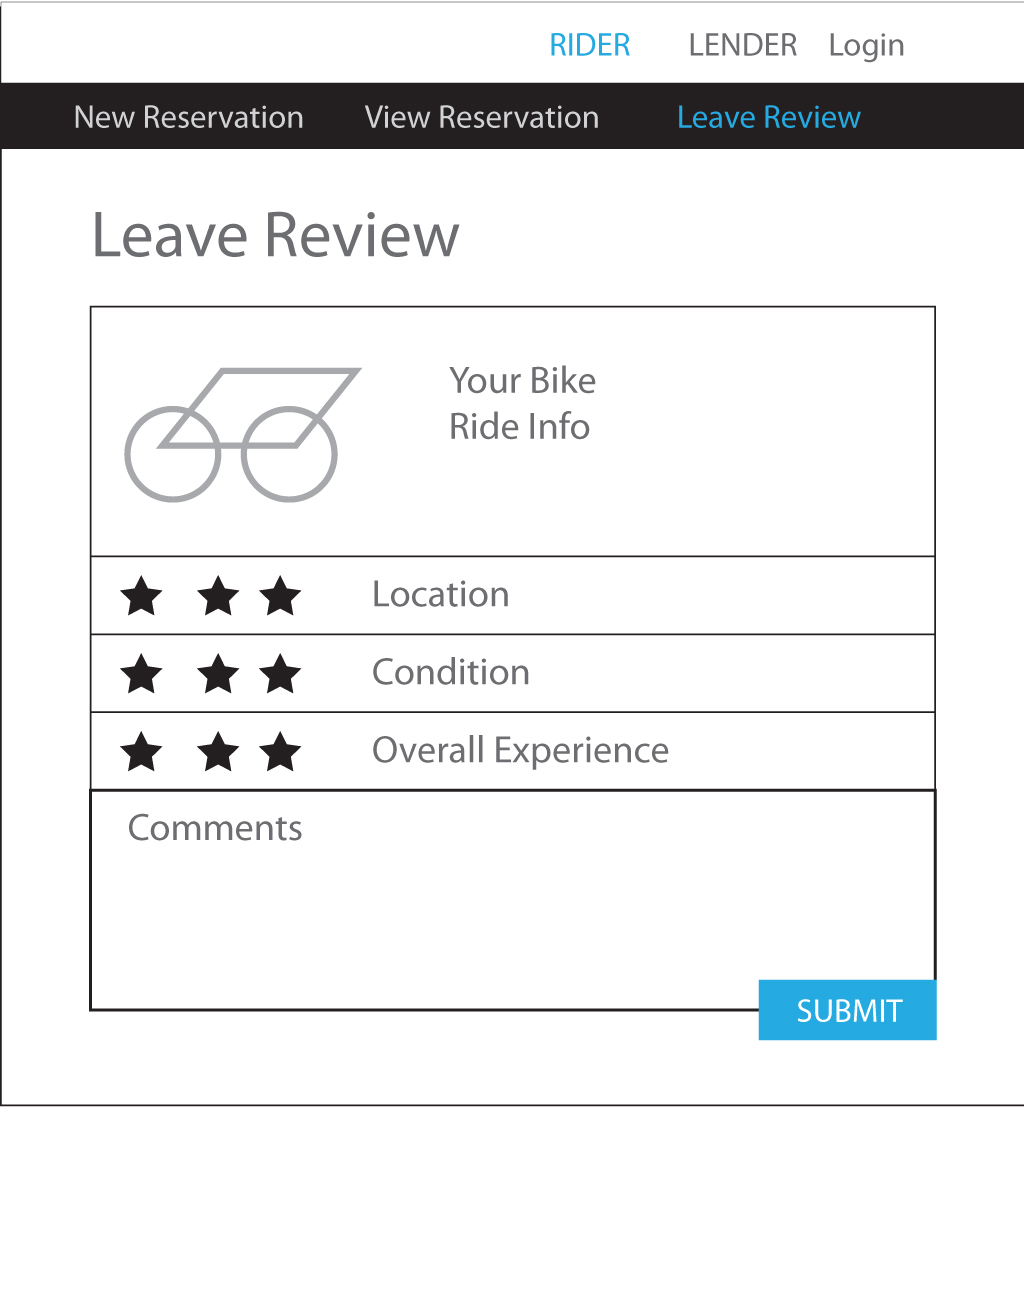 RIDER LENDER Login
New Reservation View Reservation Leave Review
Leave Review
Your Bike
Ride Info
Location
Condition
Overall Experience
Comments
SUBMIT